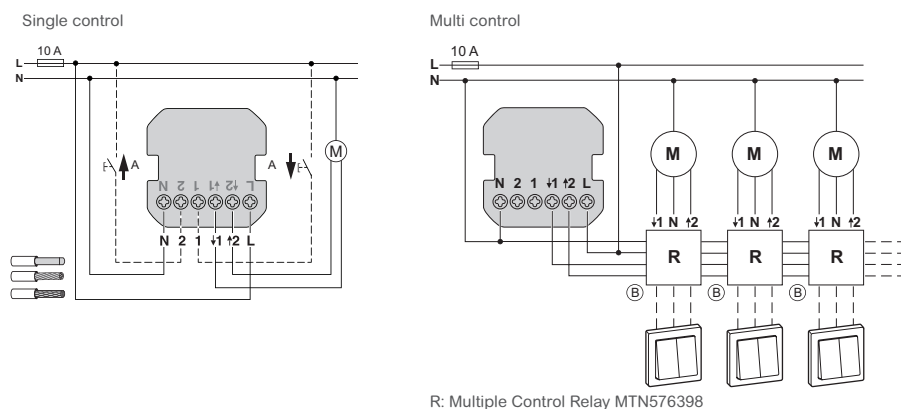 Single control
10 A
L
N
A
A
M
N 2 1 ↓1 ↑2 L
N 2 1 ↓1 ↑2 L
Multi control
10 A
L
N
M M M
N 2 1 ↓1 ↑2 L
↓1 N ↑2 ↓1 N ↑2 ↓1 N ↑2
R R R
B B B
R: Multiple Control Relay MTN576398